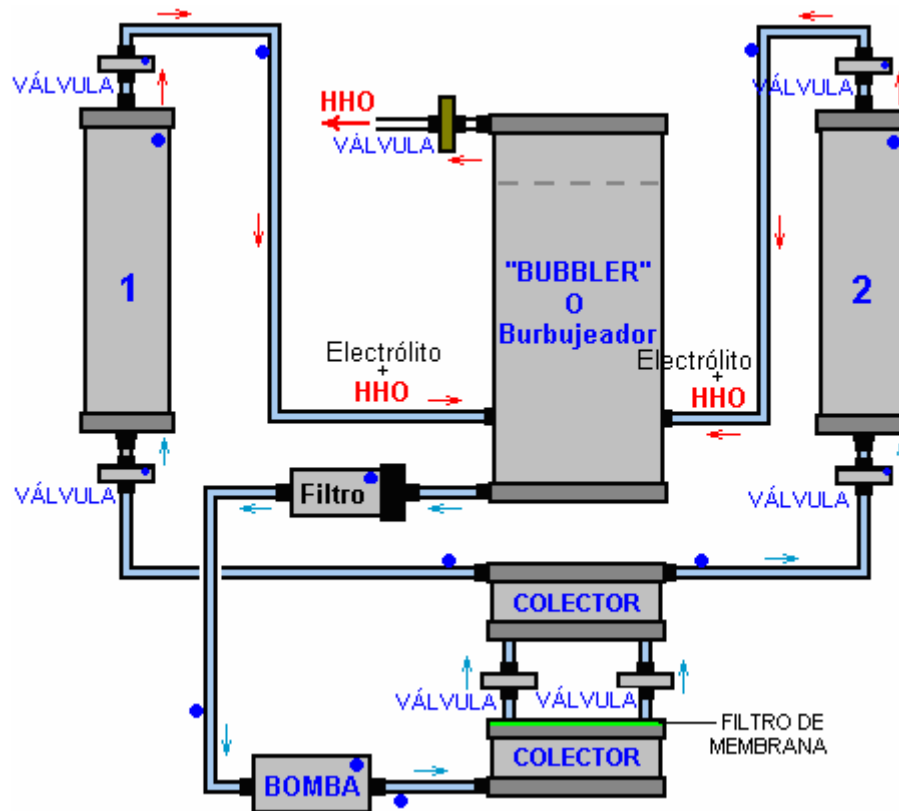 VÁLVULA
VÁLVULA
HHO
VÁLVULA
1
"BUBBLER"
O
Burbujeador
2
Electrólito
+
HHO
Electrólito
+
HHO
VÁLVULA
Filtro
VÁLVULA
COLECTOR
VÁLVULA
VÁLVULA
FILTRO DE
MEMBRANA
COLECTOR
BOMBA